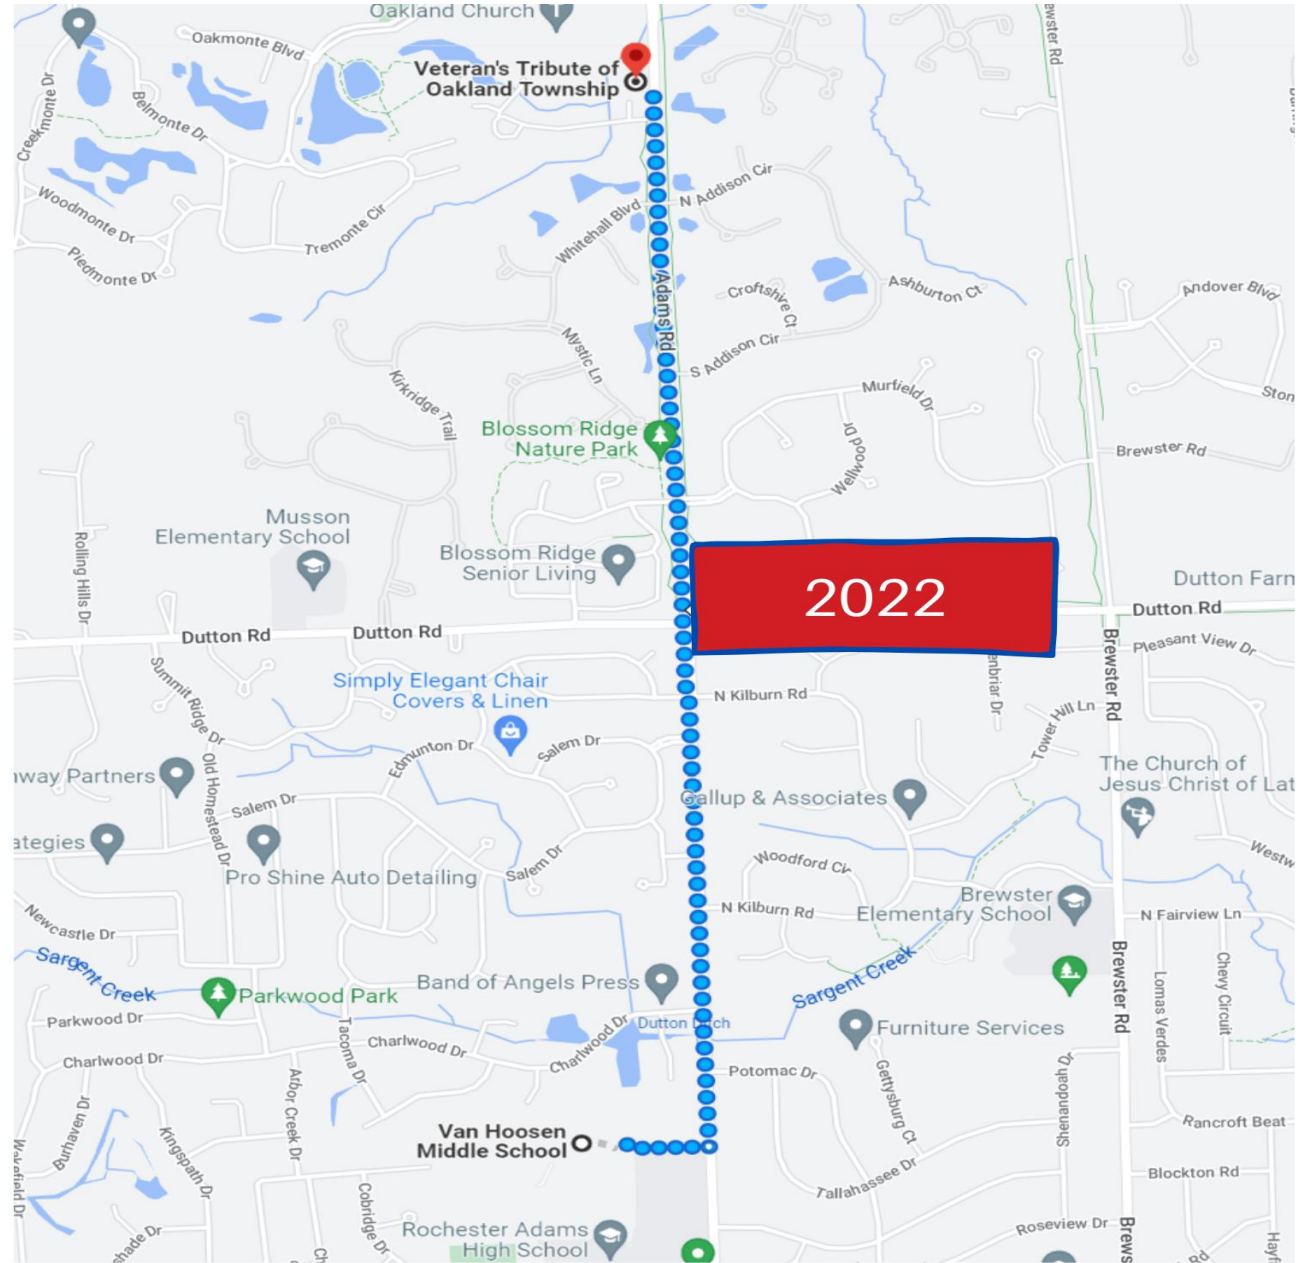 Oakland Church
Oakmonte Blvd
Veteran's Tribute of
Oakland Township
Creekmonte Dr
Belmonte Dr
Woodmonte Dr
Piedmonte Dr
Tremonte Cir
Whitehall Blvd
N Addison Cir
Ashburton Ct
Croftshire Ct
Andover Blvd
Adams Rd
S Addison Cir
Mystic Ln
Kirkridge Trail
Murfield Dr
Wellwood Dr
Brewster Rd
Blossom Ridge
Nature Park
Musson
Elementary School
Blossom Ridge
Senior Living
Rolling Hills Dr
2022
Dutton Rd
Dutton Rd
Dutton Rd
Pleasant View Dr
Brewster Rd
Summit Ridge Dr
Simply Elegant Chair
Covers & Linen
N Kilburn Rd
Tower Hill Ln
Edmunton Dr
Salem Dr
The Church of
Jesus Christ of Lat
Old Homestead Dr
Salem Dr
Gallup & Associates
Pro Shine Auto Detailing
Salem Dr
Woodford Cir
Brewster
Elementary School
N Kilburn Rd
N Fairview Ln
Newcastle Dr
Sargent Creek
Parkwood Park
Band of Angels Press
Sargent Creek
Brewster Rd
Lomas Verdes
Chevy Circuit
Parkwood Dr
Charlwood Dr
Tacoma Dr
Charlwood Dr
Charlwood Dr
Dutton Ditch
Furniture Services
Potomac Dr
Gettysburg Ct
Shenandoah Dr
Arbor Creek Dr
Burhaven Dr
Kingspath Dr
Van Hoosen
Middle School
Rancroft Beat
Tallahassee Dr
Blockton Rd
Cobridge Dr
Rochester Adams
High School
Roseview Dr